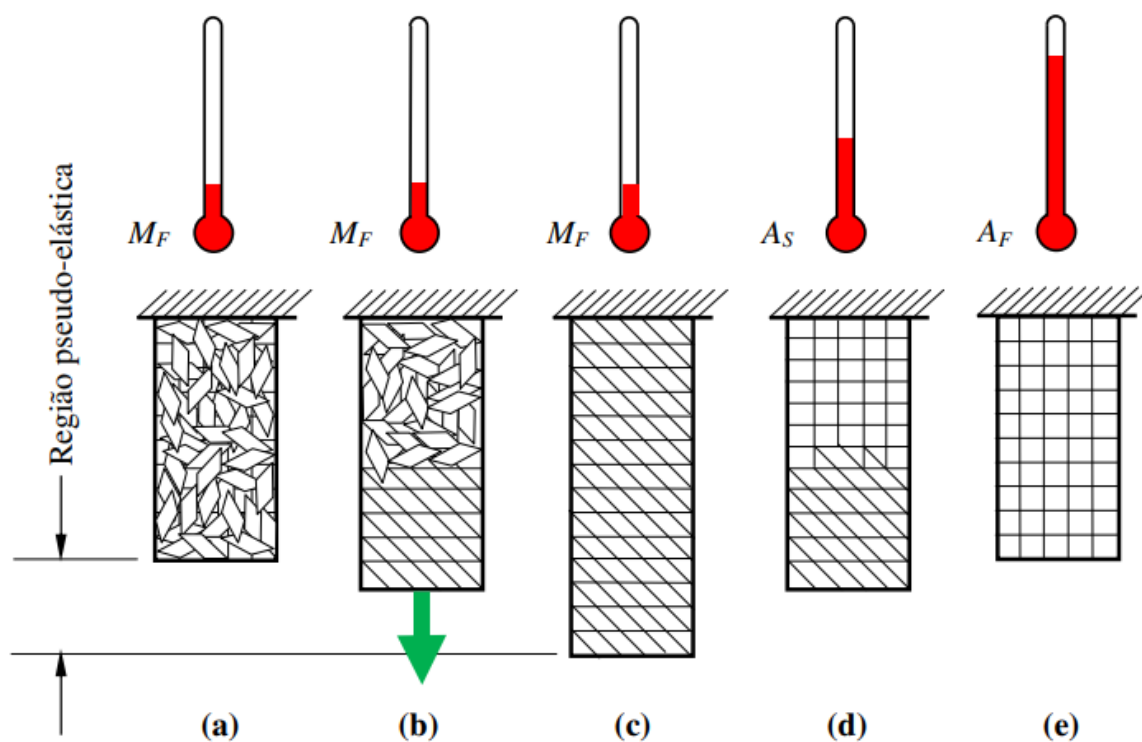 M_F
M_F
M_F
A_S
A_F
Região pseudo-elástica
(a)
(b)
(c)
(d)
(e)